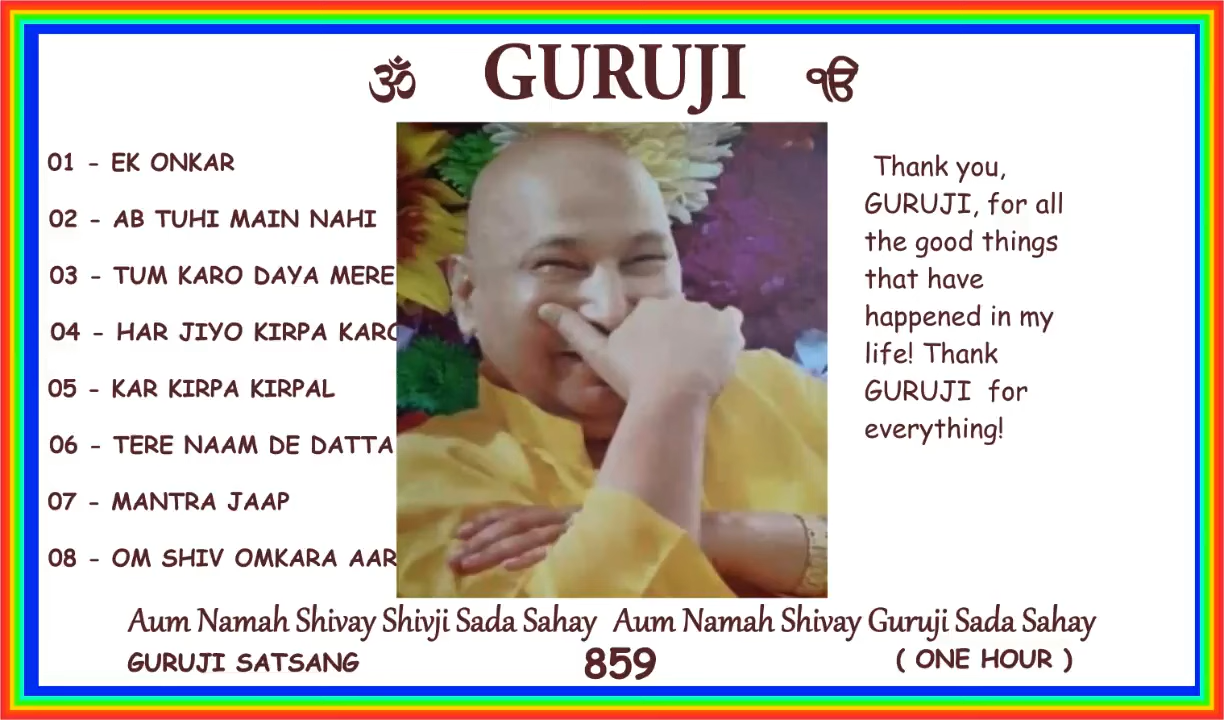 ॐ GURUJI ੴ
01 - EK ONKAR
02 - AB TUHI MAIN NAHI
03 - TUM KARO DAYA MERE
04 - HAR JIYO KIRPA KARO
05 - KAR KIRPA KIRPAL
06 - TERE NAAM DE DATTA
07 - MANTRA JAAP
08 - OM SHIV OMKARA AAR
Thank you,
GURUJI, for all
the good things
that have
happened in my
life! Thank
GURUJI for
everything!
Aum Namah Shivay Shivji Sada Sahay Aum Namah Shivay Guruji Sada Sahay
GURUJI SATSANG 859 ( ONE HOUR )